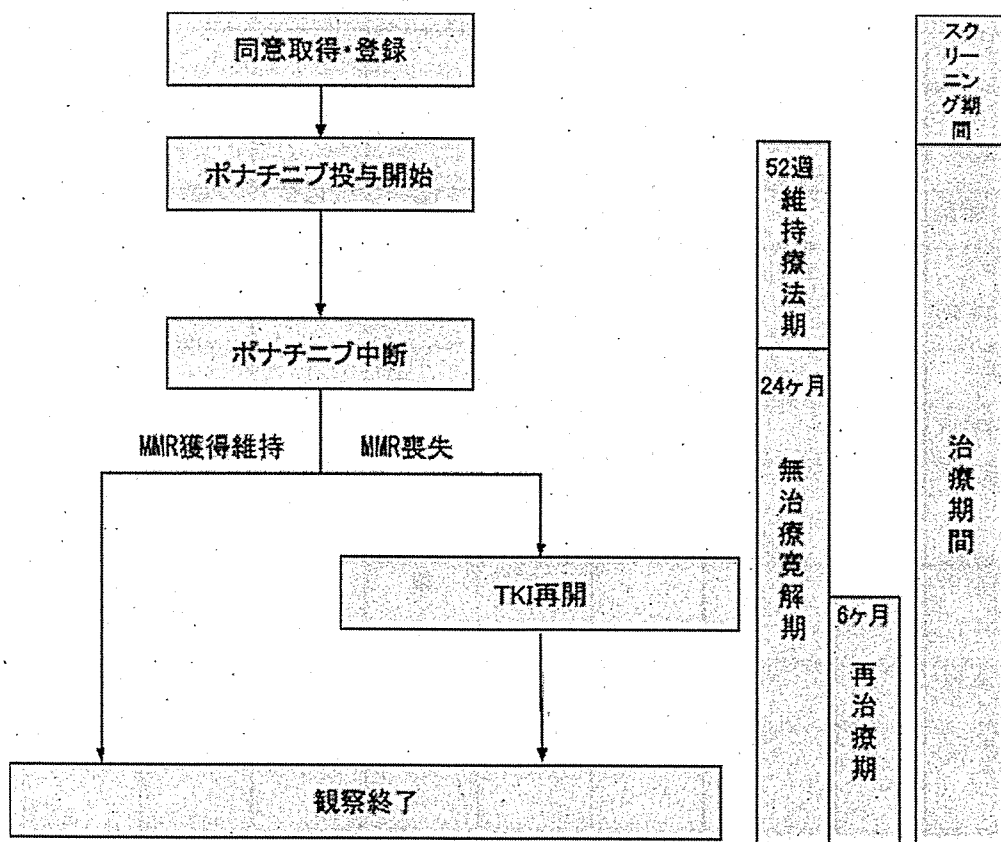 同意取得・登録
ポナチニブ投与開始
ポナチニブ中断
MMR獲得維持
MMR喪失
TKI再開
観察終了
52週
維持療法期
24ヶ月
無治療寛解期
6ヶ月
再治療期
スク
リー
ニン
グ期
間
治療期間